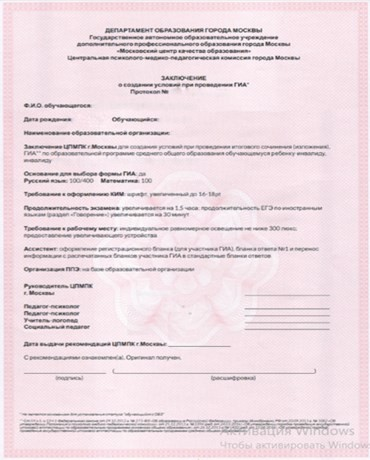 ДЕПАРТАМЕНТ ОБРАЗОВАНИЯ ГОРОДА МОСКВЫ
Государственное автономное образовательное учреждение
дополнительного профессионального образования города Москвы
«Московский центр качества образования»
Центральная психолого-медико-педагогическая комиссия города Москвы
ЗАКЛЮЧЕНИЕ
о создании условий при проведении ГИА*
Протокол №
Ф.И.О. обучающегося:
Дата рождения: Обучающийся:
Наименование образовательной организации:
Заключение ЦПМПК г.Москвы для создания условий при проведении итогового сочинения (изложения),
ГИА** по образовательной программе среднего общего образования обучающемуся ребенку инвалиду,
инвалиду
Основание для выбора формы ГИА: да
Русский язык: 100/400 Математика: 100
Требования к оформлению КИМ: шрифт, увеличенный до 16-18pt
Продолжительность экзамена: увеличивается на 1,5 часа; продолжительность ЕГЭ по иностранным
языкам (раздел «Говорение») увеличивается на 30 минут
Требование к рабочему месту: индивидуальное равномерное освещение не ниже 300 люкс;
предоставление увеличивающего устройства
Ассистент: оформление регистрационного бланка (для участника ГИА), бланка ответа №1 и перенос
информации с распечатанных бланков участника ГИА в стандартные бланки ответов
Организация ППЭ: на базе образовательной организации
Руководитель ЦПМПК
г. Москвы
Педагог-психолог
Педагог-психолог
Учитель-логопед
Социальный педагог
Дата выдачи рекомендаций ЦПМПК г.Москвы:
С рекомендациями ознакомлен(а). Оригинал получен.
(подпись) (расшифровка)
Активация Windows
Чтобы активировать Windows